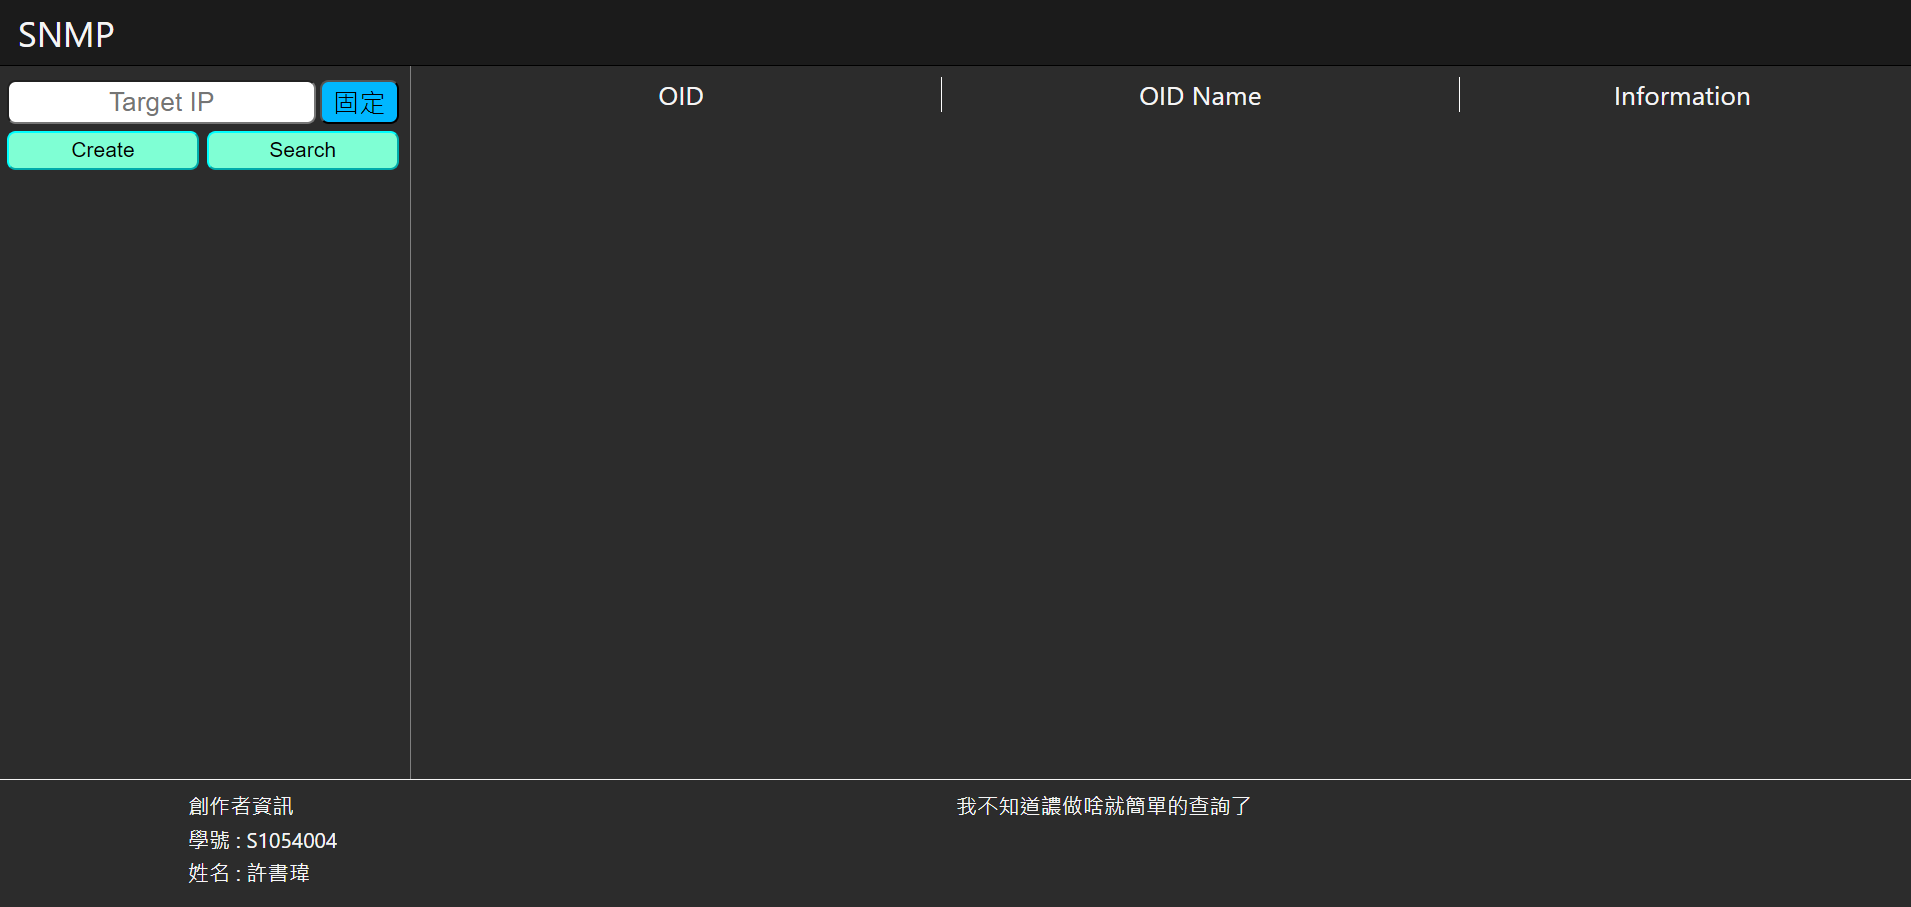 SNMP
Target IP
固定
Create
Search
OID
OID Name
Information
創作者資訊
學號 : S1054004
姓名 : 許書瑋
我不知道讓做啥就簡單的查詢了